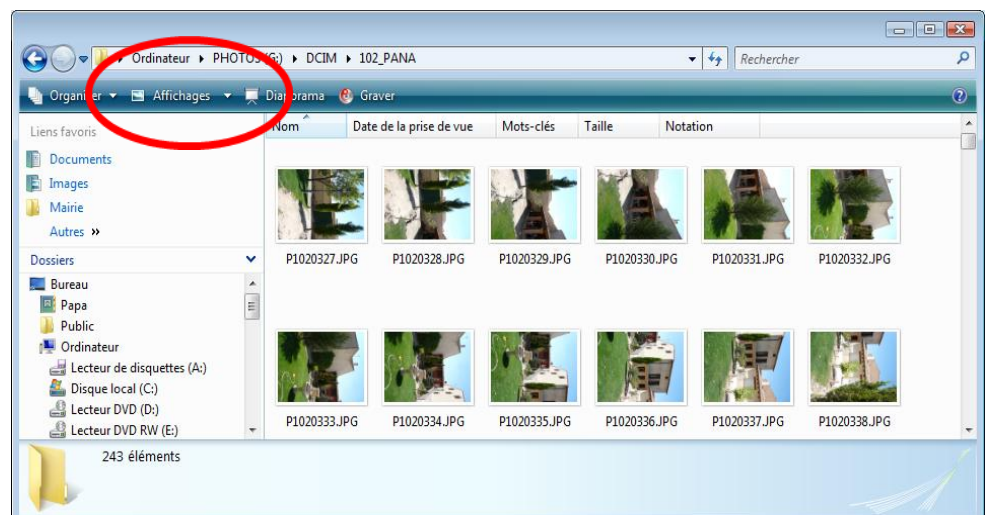 Ordinateur ▸ PHOTOS (G:) ▸ DCIM ▸ 102_PANA
Rechercher
Organiser Affichages Diaporama Graver
Liens favoris
Documents
Images
Mairie
Autres »
Dossiers
Bureau
Papa
Public
Ordinateur
Lecteur de disquettes (A:)
Disque local (C:)
Lecteur DVD (D:)
Lecteur DVD RW (E:)
Nom Date de la prise de vue Mots-clés Taille Notation
P1020327.JPG P1020328.JPG P1020329.JPG P1020330.JPG P1020331.JPG P1020332.JPG
P1020333.JPG P1020334.JPG P1020335.JPG P1020336.JPG P1020337.JPG P1020338.JPG
243 éléments